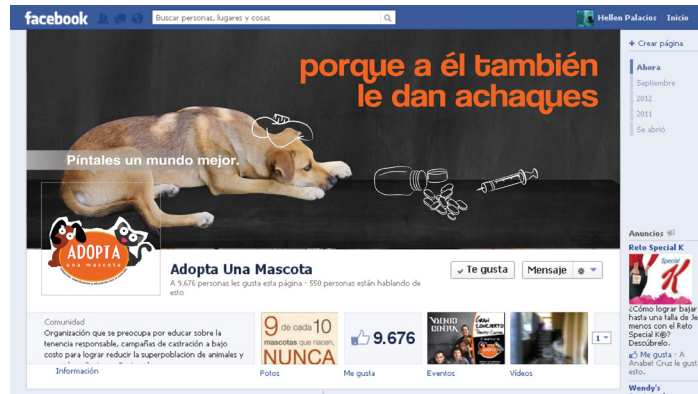 facebook
Buscar personas, lugares y cosas
Hellen Palacios
Inicio
+ Crear página
Ahora
Septiembre
2012
2011
Se abrió
porque a él también
le dan achaques
Píntales un mundo mejor.
ADOPTA
una mascota
Adopta Una Mascota
A 9.676 personas les gusta esta página · 550 personas están hablando de
esto
Te gusta
Mensaje
Comunidad
Organización que se preocupa por educar sobre la
tenencia responsable, campañas de castración a bajo
costo para lograr reducir la superpoblacion de animales y
Información
9 de cada 10
mascotas que nacen,
NUNCA
Fotos
9.676
Me gusta
GRAN
CONCIERTO
ADOPTA
Eventos
Vídeos
1
Anuncios
Reto Special K
Special
K
¿Cómo lograr bajar
hasta una talla de Je
menos con el Reto
Special K®?
Descúbrelo.
Me gusta · A
Anabet Cruz le gust
esto.
Wendy's